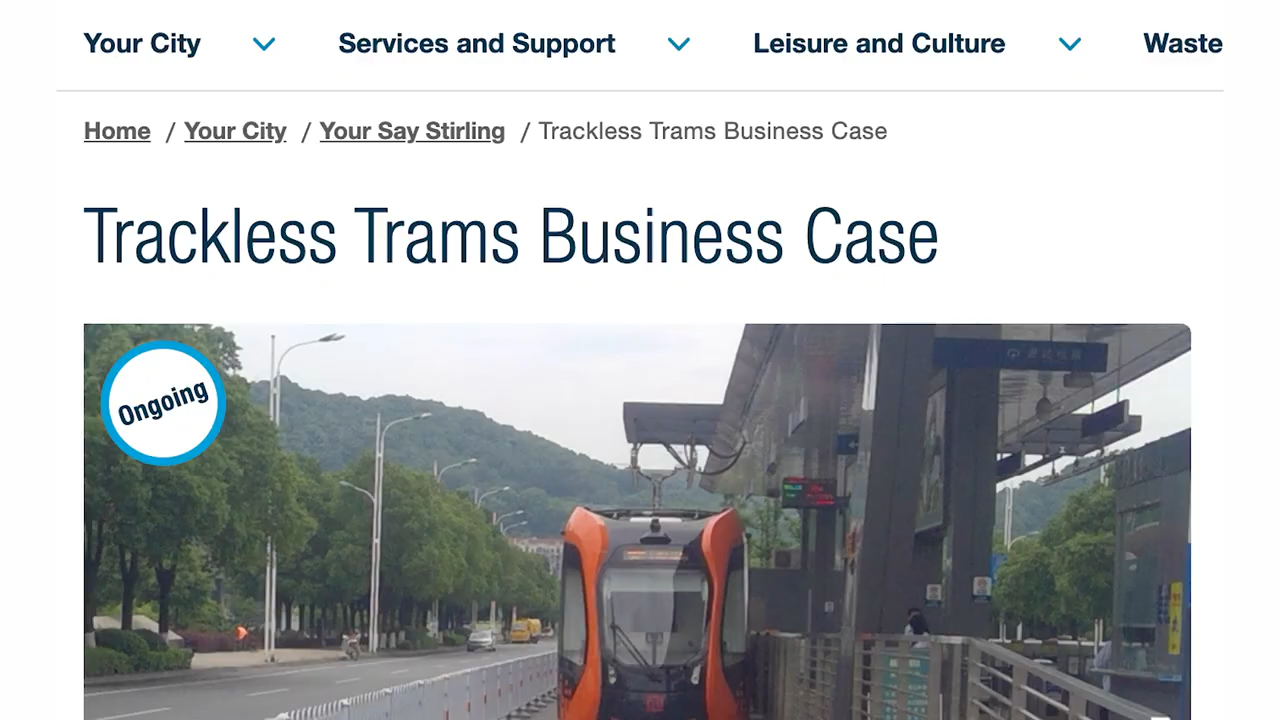 Your City Services and Support Leisure and Culture Waste
Home / Your City / Your Say Stirling / Trackless Trams Business Case
Trackless Trams Business Case
Ongoing